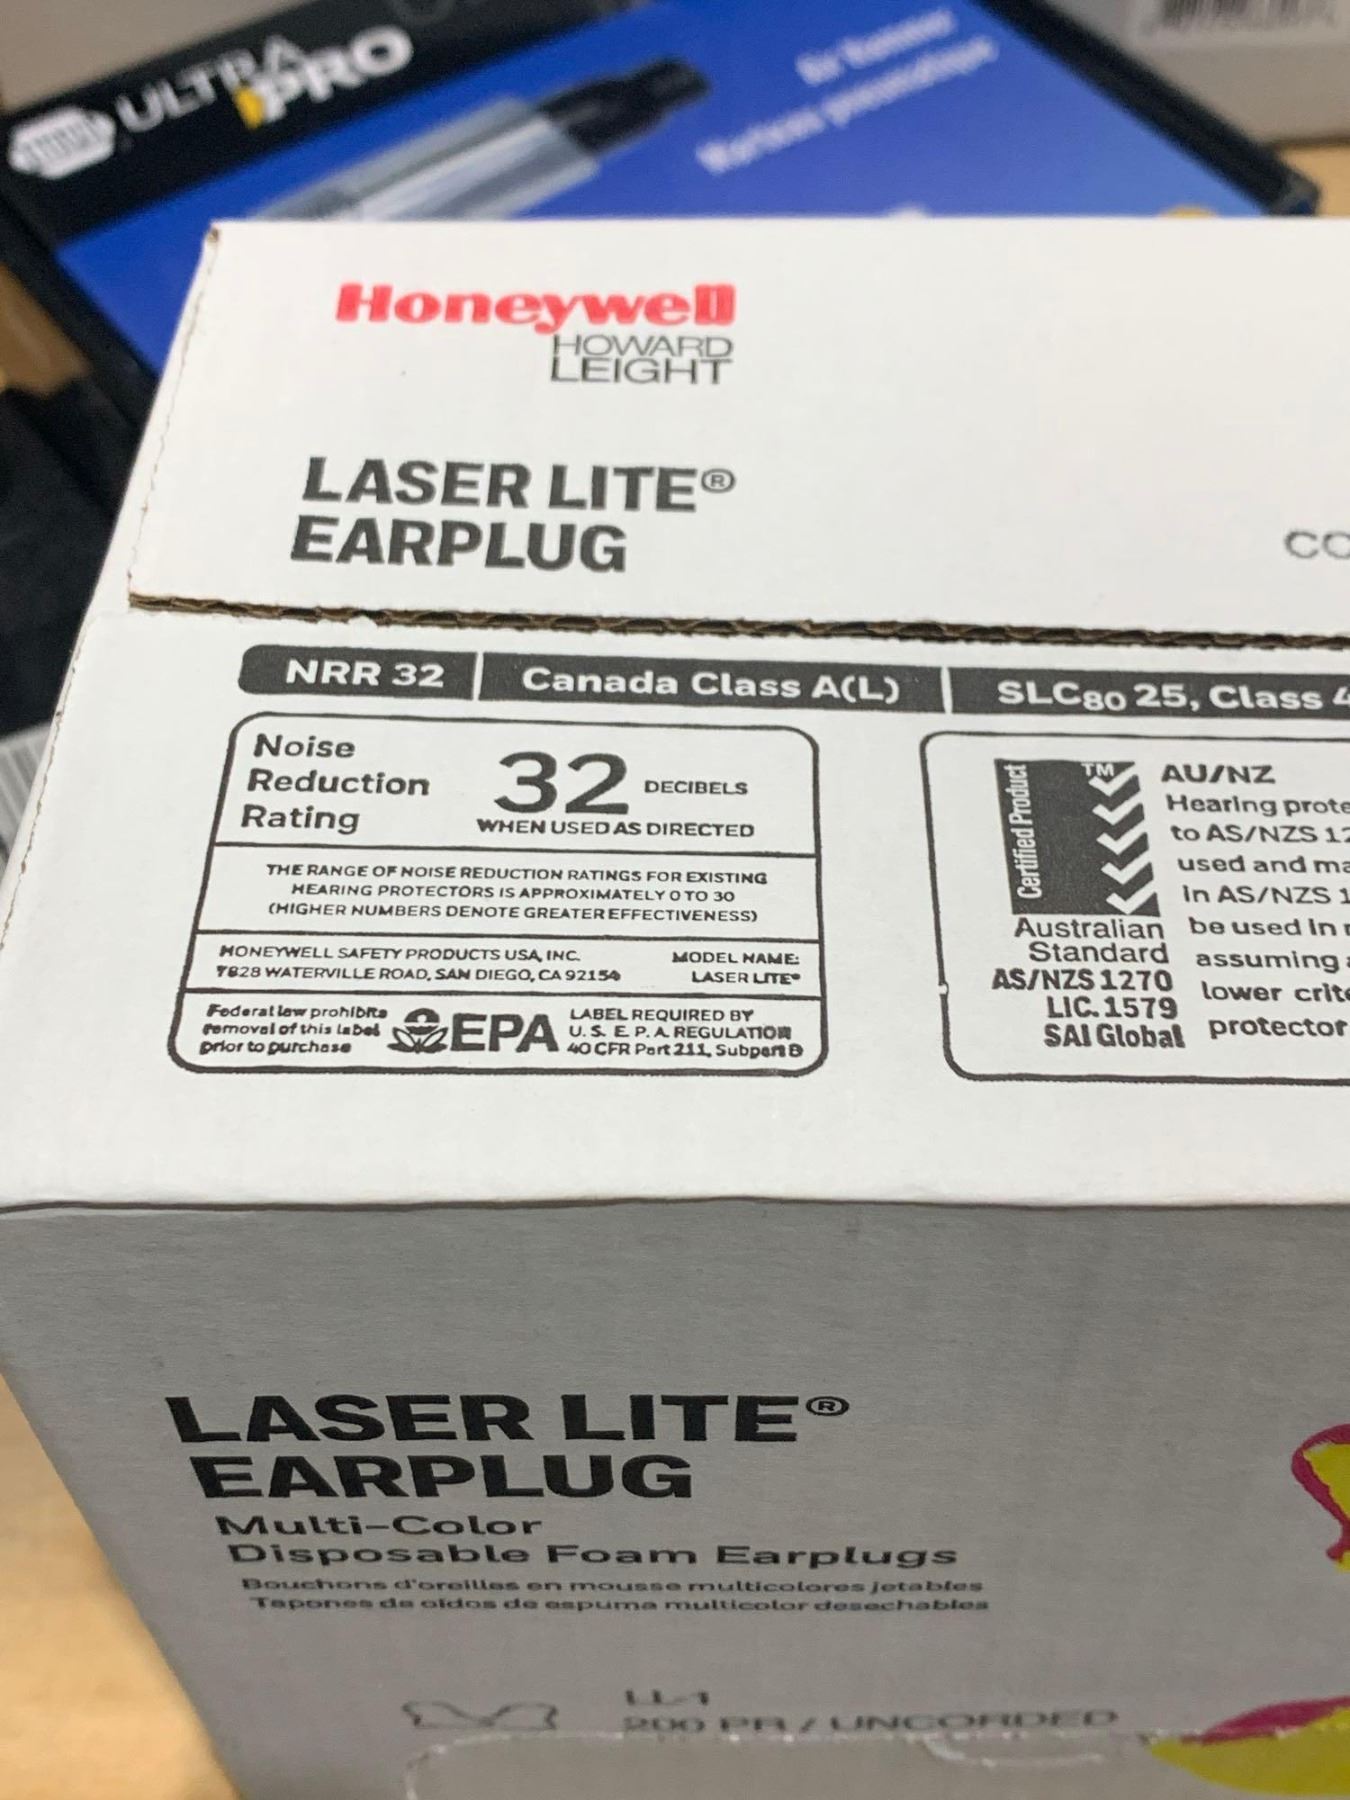 NAPA ULTRA PRO
Air Hammer
Marteau pneumatique
Honeywell
HOWARD
LEIGHT
LASER LITE®
EARPLUG
CO
NRR 32
Canada Class A(L)
SLC80 25, Class 4
Noise
Reduction
Rating
32 DECIBELS
WHEN USED AS DIRECTED
THE RANGE OF NOISE REDUCTION RATINGS FOR EXISTING
HEARING PROTECTORS IS APPROXIMATELY 0 TO 30
(HIGHER NUMBERS DENOTE GREATER EFFECTIVENESS)
HONEYWELL SAFETY PRODUCTS USA, INC.
7828 WATERVILLE ROAD, SAN DIEGO, CA 92154
MODEL NAME:
LASER LITE®
Federal law prohibits
removal of this label
prior to purchase
EPA
LABEL REQUIRED BY
U. S. E. P. A. REGULATION
40 CFR Part 211, Subpart B
Certified Product
TM
Australian
Standard
AS/NZS 1270
LIC. 1579
SAI Global
AU/NZ
Hearing prote
to AS/NZS 12
used and ma
in AS/NZS 1
be used in
assuming
lower crite
protector
LASER LITE®
EARPLUG
Multi-Color
Disposable Foam Earplugs
Bouchons d'oreilles en mousse multicolores jetables
Tapones de oídos de espuma multicolor desechables
LL-1
200 PR / UNCORDED